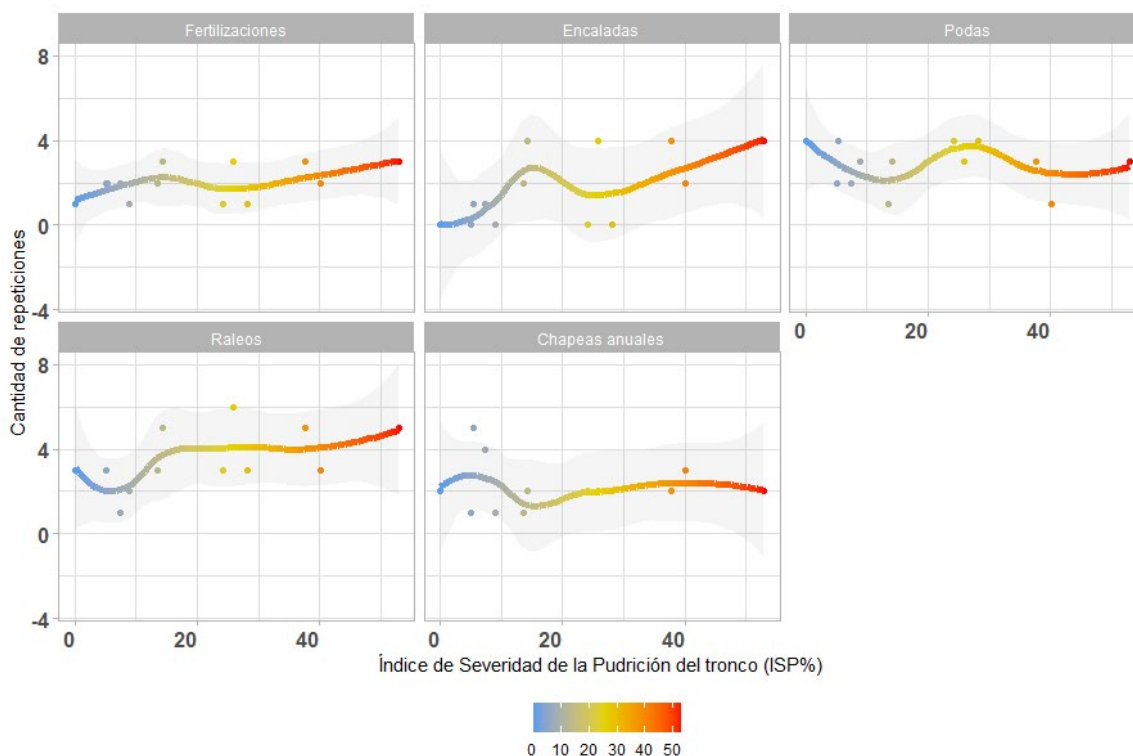 Fertilizaciones
Encaladas
Podas
8
4
0
-4
0
20
40
Raleos
Chapeas anuales
8
4
0
-4
0
20
40
0
20
40
Cantidad de repeticiones
Índice de Severidad de la Pudrición del tronco (ISP%)
0 10 20 30 40 50